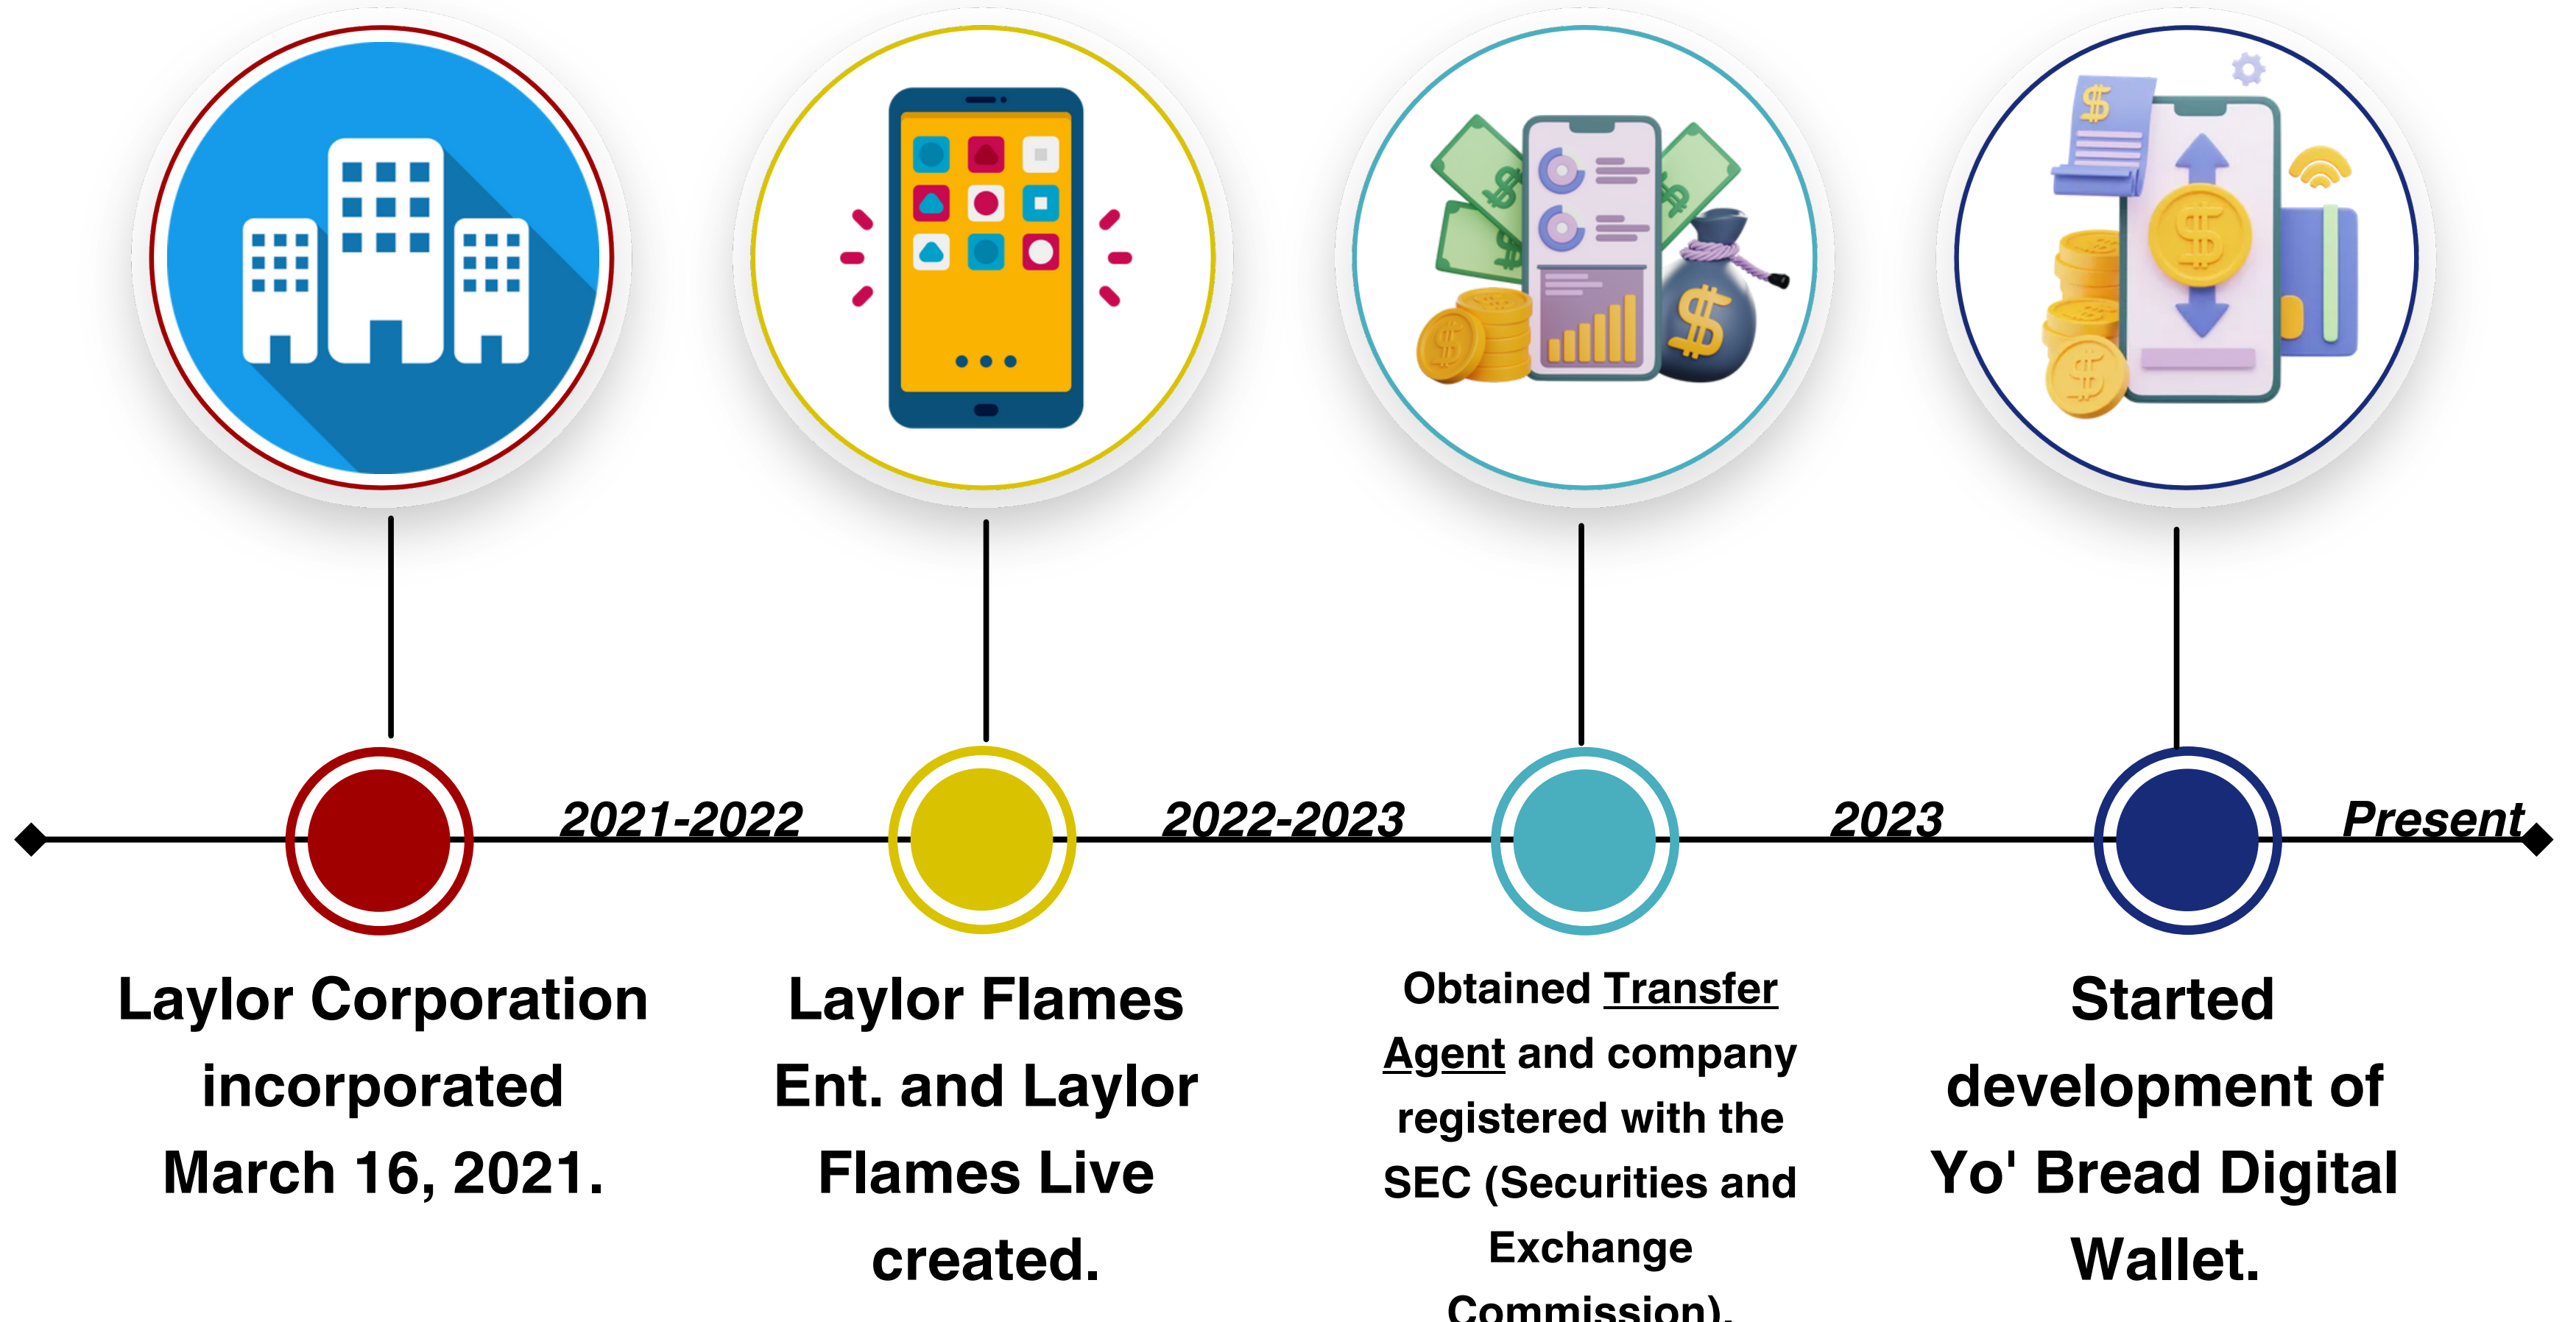 2021-2022
2022-2023
2023
Present
Laylor Corporation
incorporated
March 16, 2021.
Laylor Flames
Ent. and Laylor
Flames Live
created.
Obtained Transfer
Agent and company
registered with the
SEC (Securities and
Exchange
Commission).
Started
development of
Yo' Bread Digital
Wallet.